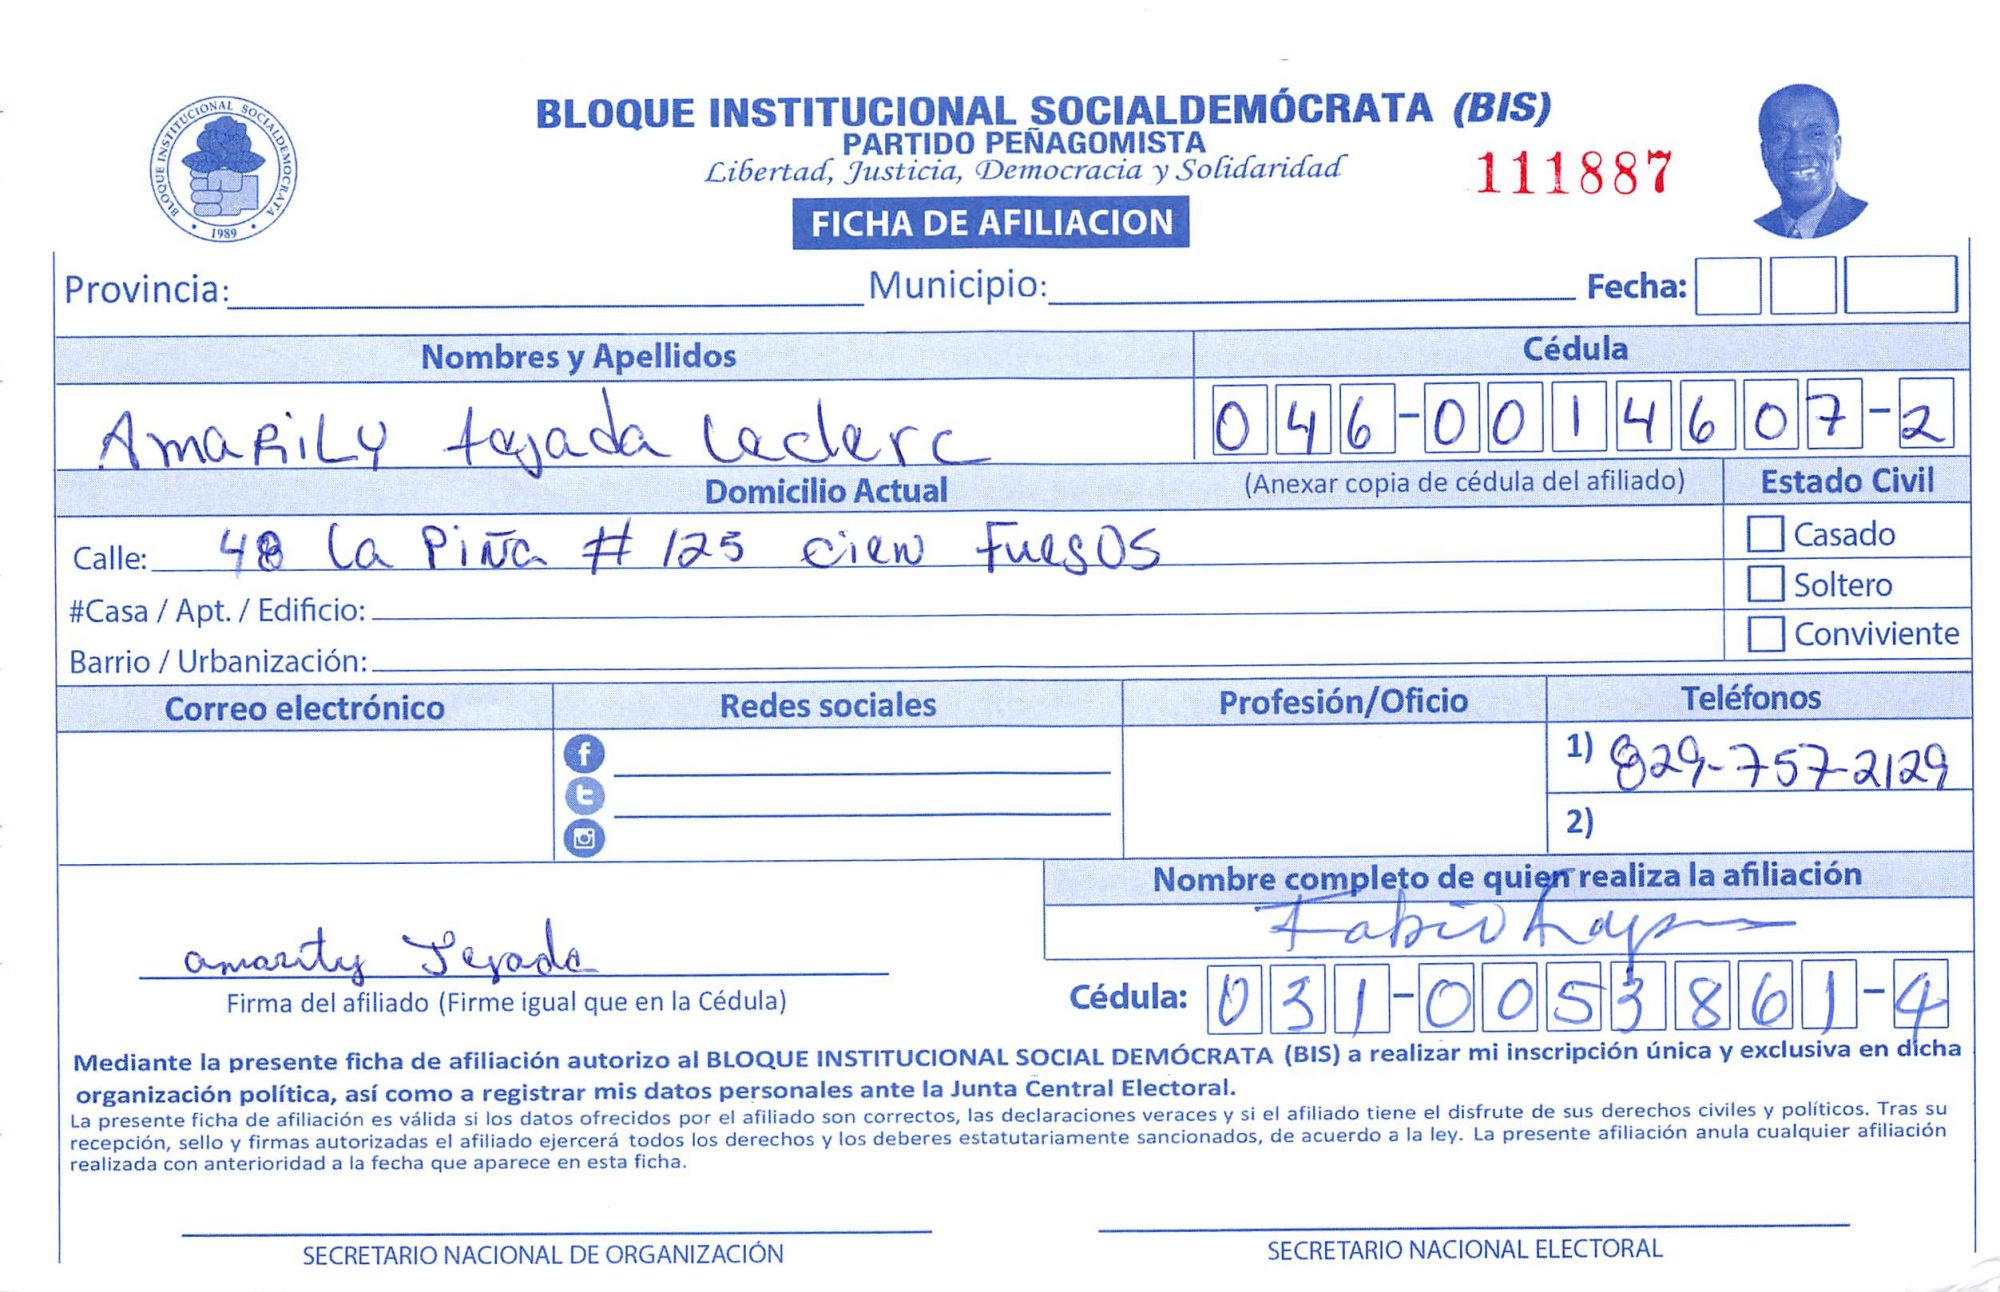 BLOQUE INSTITUCIONAL SOCIALDEMÓCRATA (BIS)
PARTIDO PEÑAGOMISTA
Libertad, Justicia, Democracia y Solidaridad
111887
FICHA DE AFILIACION
BLOQUE INSTITUCIONAL SOCIALDEMOCRATA
1989
Provincia: Municipio: Fecha:
Nombres y Apellidos Cédula
AMARiLY tejada Leclerc 046-0014607-2
Domicilio Actual (Anexar copia de cédula del afiliado) Estado Civil
Calle: 48 La Piña # 125 cien Fuegos Casado
#Casa / Apt. / Edificio: Soltero
Barrio / Urbanización: Conviviente
Correo electrónico Redes sociales Profesión/Oficio Teléfonos
1) 829-757-2129
2)
Nombre completo de quien realiza la afiliación
Fabio
amarily Tejada
Firma del afiliado (Firme igual que en la Cédula) Cédula: 031-0053861-4
Mediante la presente ficha de afiliación autorizo al BLOQUE INSTITUCIONAL SOCIAL DEMÓCRATA (BIS) a realizar mi inscripción única y exclusiva en dicha
organización política, así como a registrar mis datos personales ante la Junta Central Electoral.
La presente ficha de afiliación es válida si los datos ofrecidos por el afiliado son correctos, las declaraciones veraces y si el afiliado tiene el disfrute de sus derechos civiles y políticos. Tras su
recepción, sello y firmas autorizadas el afiliado ejercerá todos los derechos y los deberes estatutariamente sancionados, de acuerdo a la ley. La presente afiliación anula cualquier afiliación
realizada con anterioridad a la fecha que aparece en esta ficha.
SECRETARIO NACIONAL DE ORGANIZACIÓN SECRETARIO NACIONAL ELECTORAL